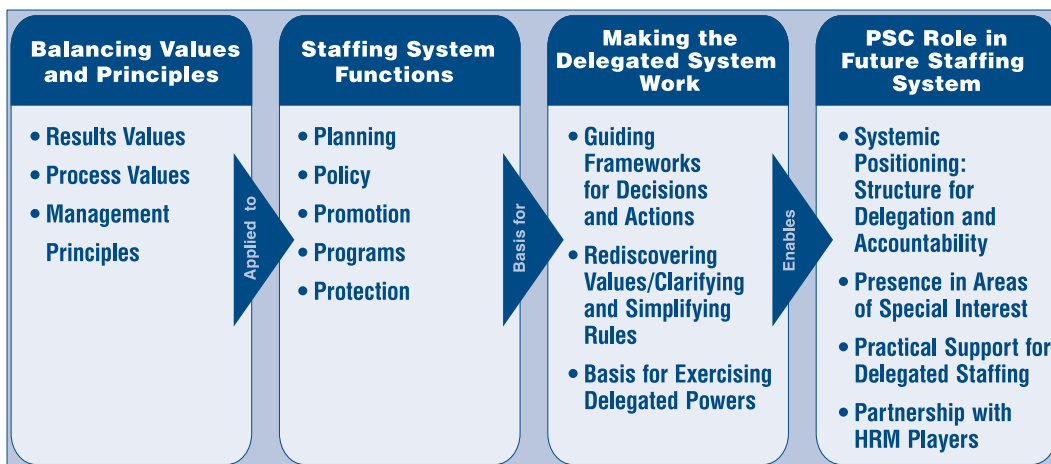 Balancing Values
and Principles
• Results Values
• Process Values
• Management
Principles
Applied to
Staffing System
Functions
• Planning
• Policy
• Promotion
• Programs
• Protection
Basis for
Making the
Delegated System
Work
• Guiding
Frameworks
for Decisions
and Actions
• Rediscovering
Values/Clarifying
and Simplifying
Rules
• Basis for Exercising
Delegated Powers
Enables
PSC Role in
Future Staffing
System
• Systemic
Positioning:
Structure for
Delegation and
Accountability
• Presence in Areas
of Special Interest
• Practical Support for
Delegated Staffing
• Partnership with
HRM Players